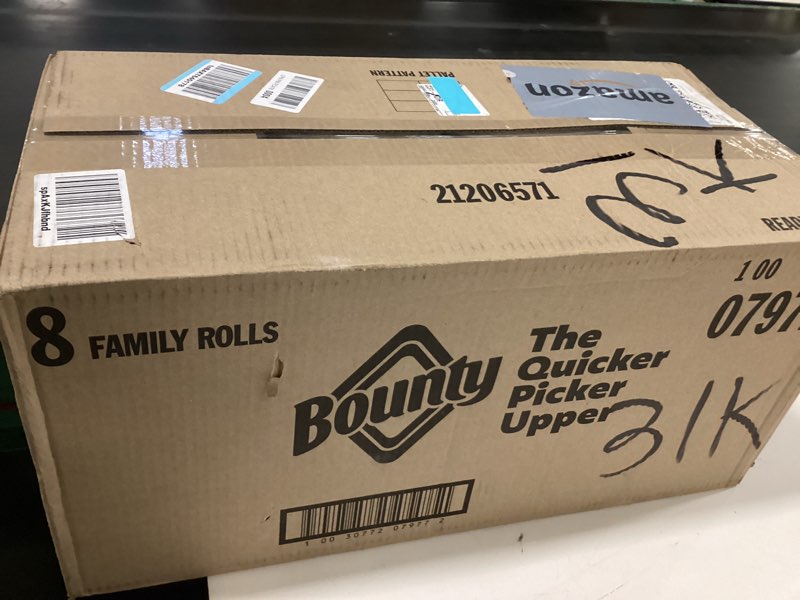 PALLET PATTERN
amazon
spAxKJHhbnd
21206571
31K
READ
8 FAMILY ROLLS
Bounty
The
Quicker
Picker
Upper
1 00
0797
31K
1 00 30772 07977 2